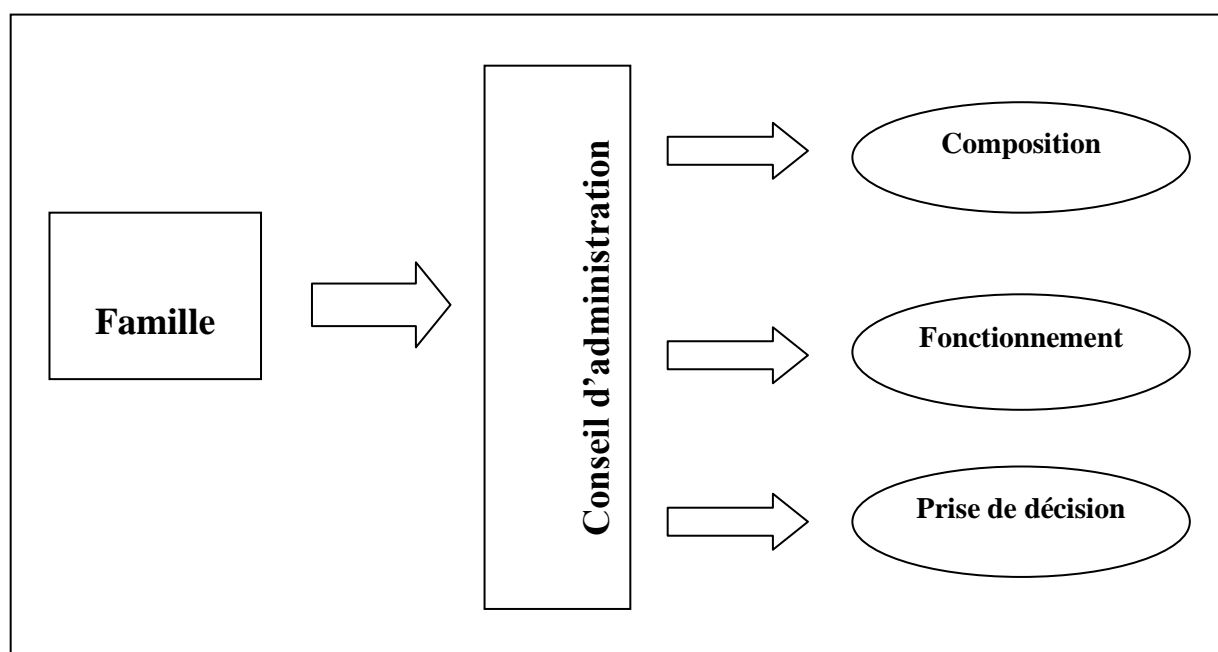 Famille
Conseil d’administration
Composition
Fonctionnement
Prise de décision